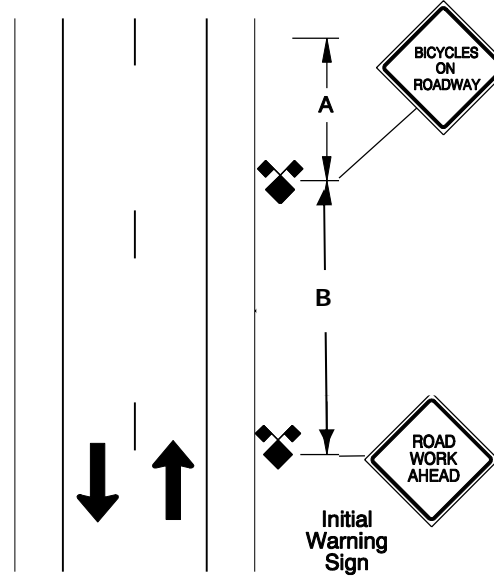 BICYCLES
ON
ROADWAY
A
B
ROAD
WORK
AHEAD
Initial
Warning
Sign